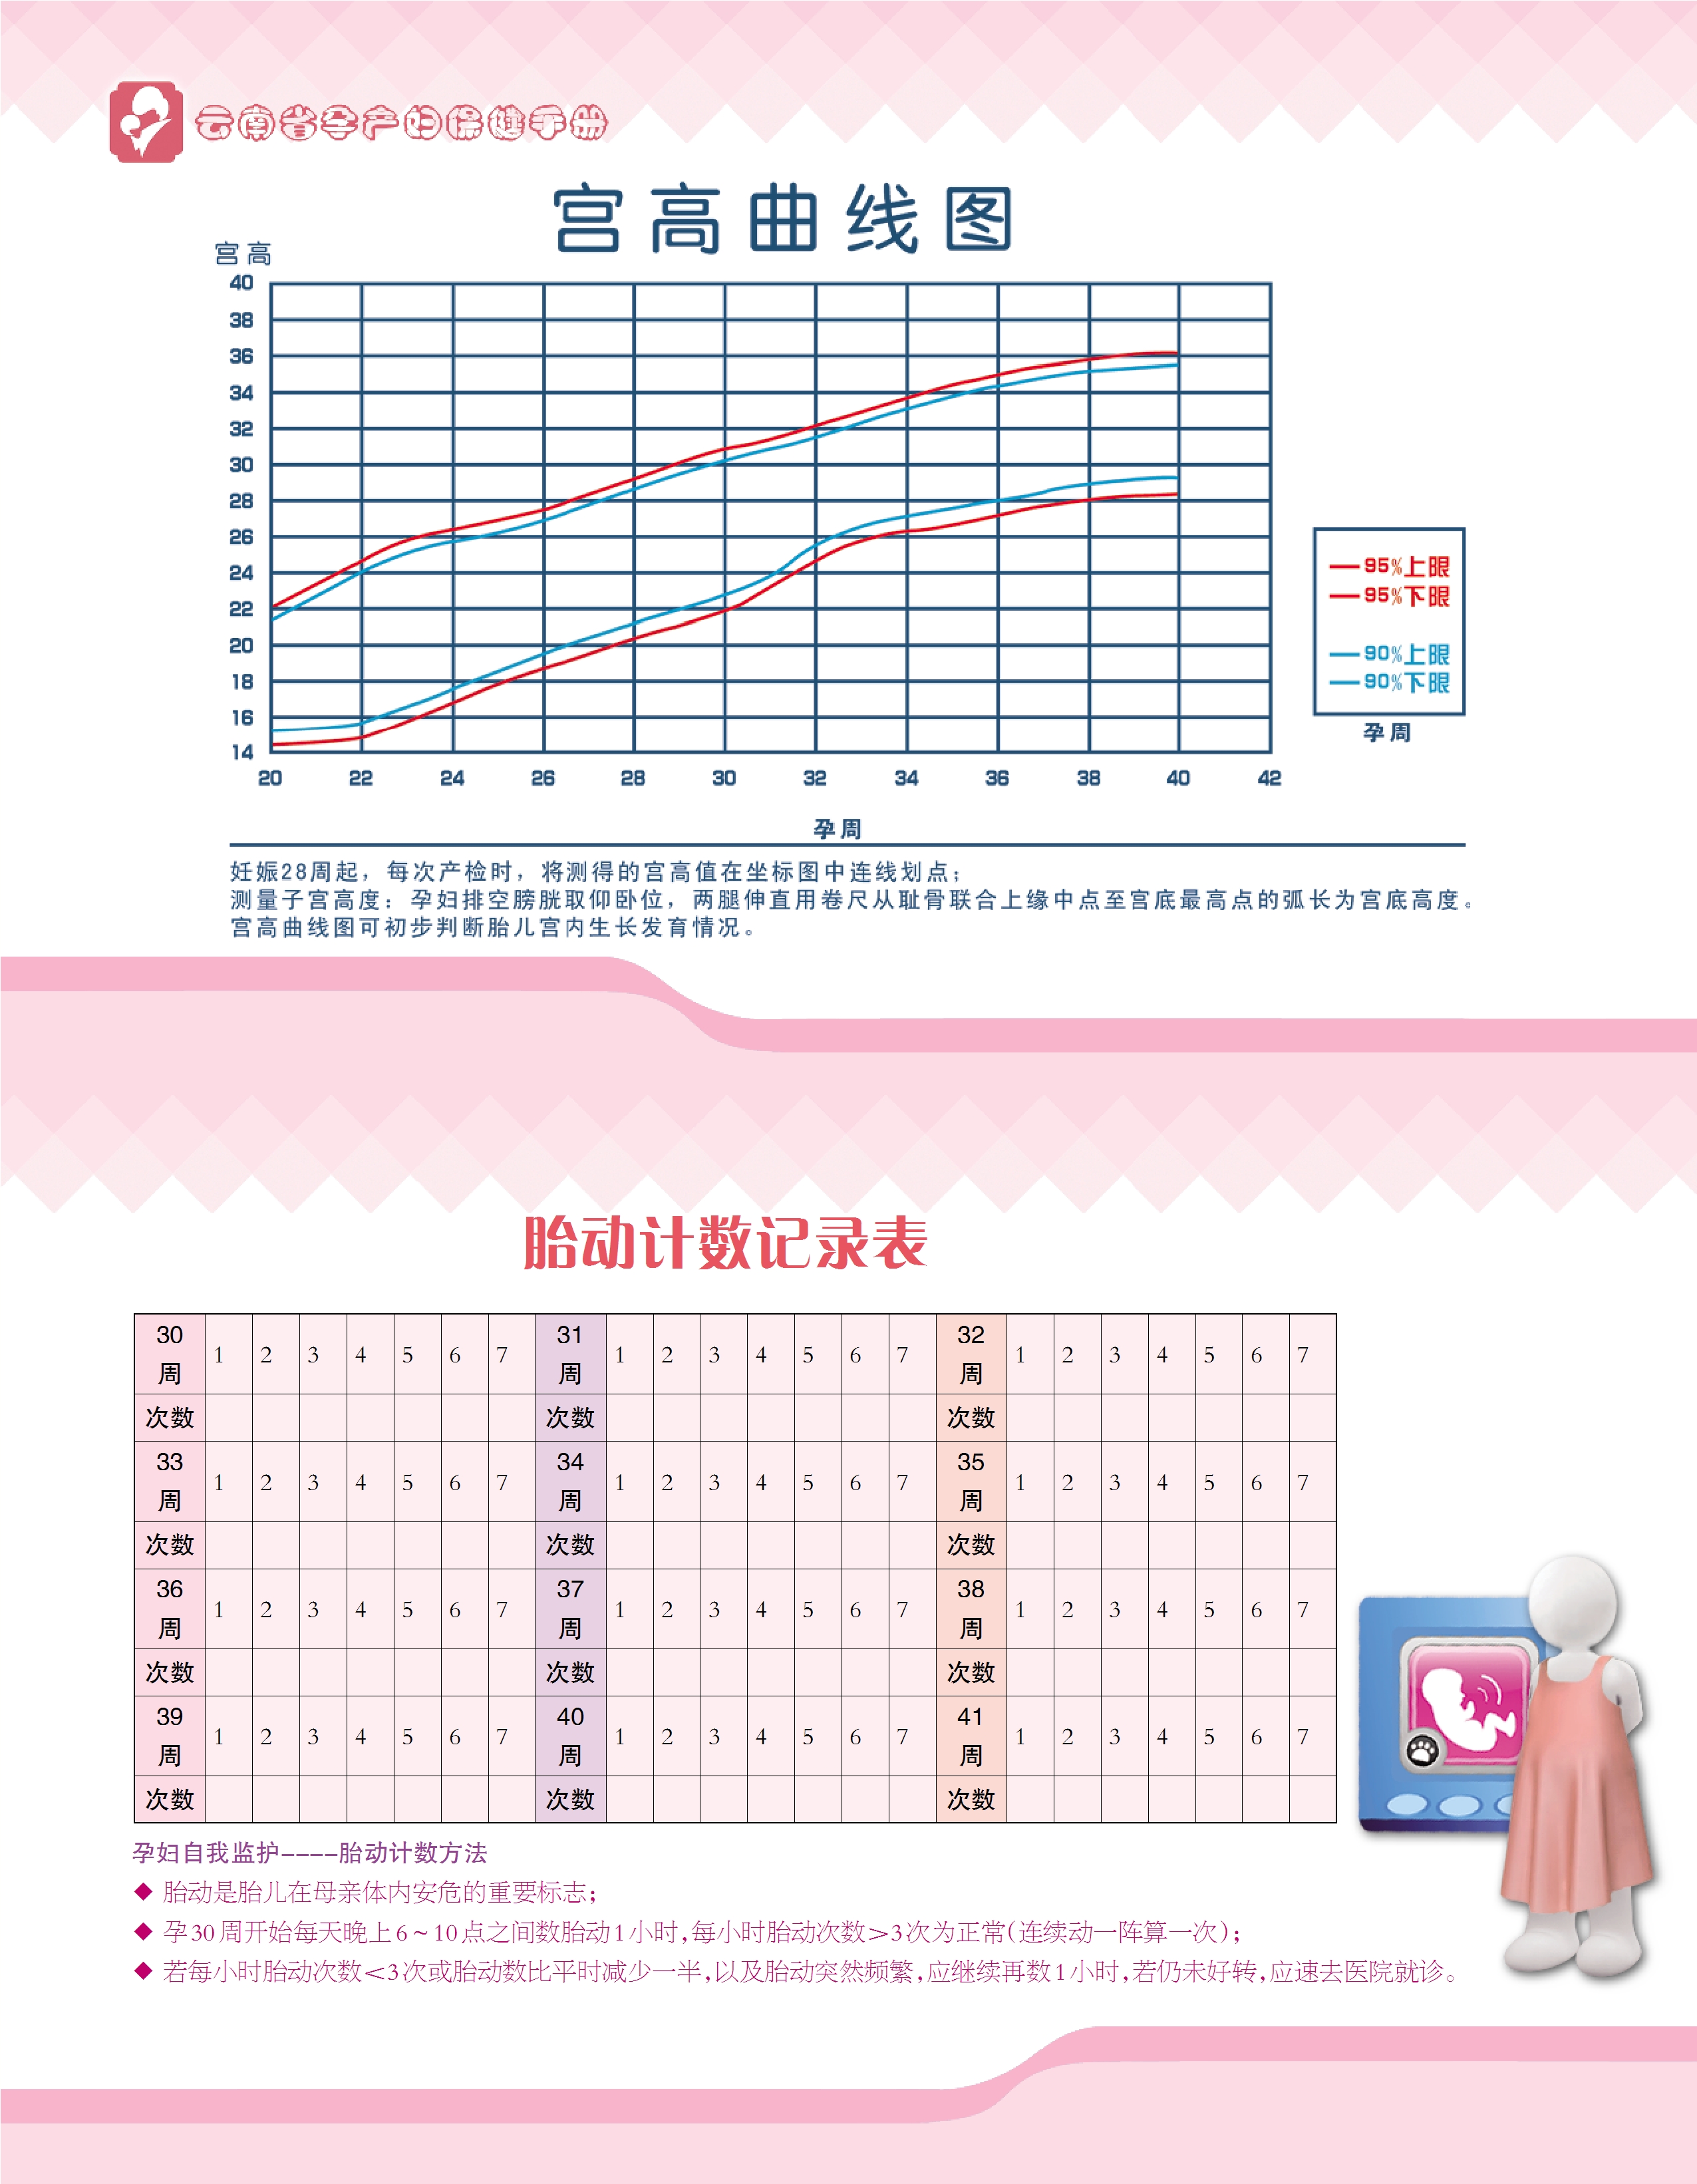 云南省孕产妇保健手册
宫高曲线图
宫高
40
38
36
34
32
30
28
26
24
22
20
18
16
14
20 22 24 26 28 30 32 34 36 38 40 42
孕周
95%上眼
95%下眼
90%上眼
90%下眼
孕周
妊娠28周起，每次产检时，将测得的宫高值在坐标图中连线划点；
测量子宫高度：孕妇排空膀胱取仰卧位，两腿伸直用卷尺从耻骨联合上缘中点至宫底最高点的弧长为宫底高度。
宫高曲线图可初步判断胎儿宫内生长发育情况。
胎动计数记录表
30周 1 2 3 4 5 6 7 31周 1 2 3 4 5 6 7 32周 1 2 3 4 5 6 7
次数 次数 次数
33周 1 2 3 4 5 6 7 34周 1 2 3 4 5 6 7 35周 1 2 3 4 5 6 7
次数 次数 次数
36周 1 2 3 4 5 6 7 37周 1 2 3 4 5 6 7 38周 1 2 3 4 5 6 7
次数 次数 次数
39周 1 2 3 4 5 6 7 40周 1 2 3 4 5 6 7 41周 1 2 3 4 5 6 7
次数 次数 次数
孕妇自我监护----胎动计数方法
◆ 胎动是胎儿在母亲体内安危的重要标志；
◆ 孕30周开始每天晚上6~10点之间数胎动1小时，每小时胎动次数>3次为正常（连续动一阵算一次）；
◆ 若每小时胎动次数<3次或胎动数比平时减少一半，以及胎动突然频繁，应继续再数1小时，若仍未好转，应速去医院就诊。